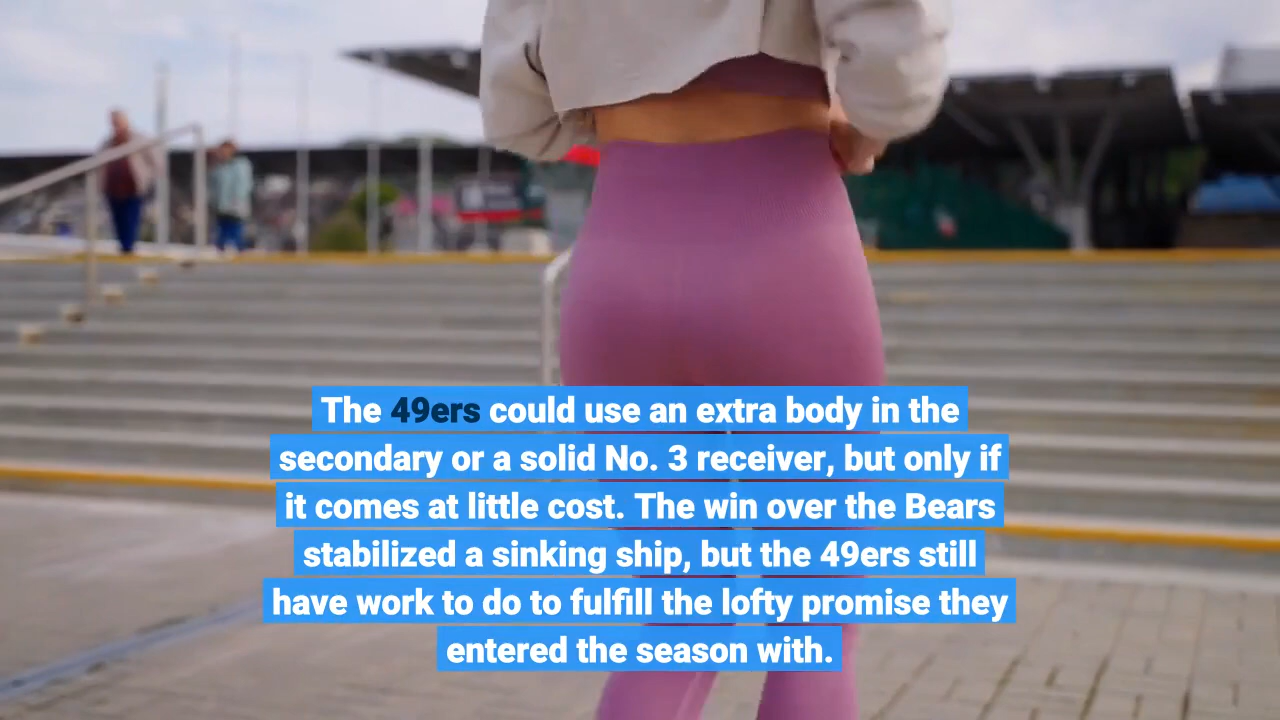 The 49ers could use an extra body in the
secondary or a solid No. 3 receiver, but only if
it comes at little cost. The win over the Bears
stabilized a sinking ship, but the 49ers still
have work to do to fulfill the lofty promise they
entered the season with.